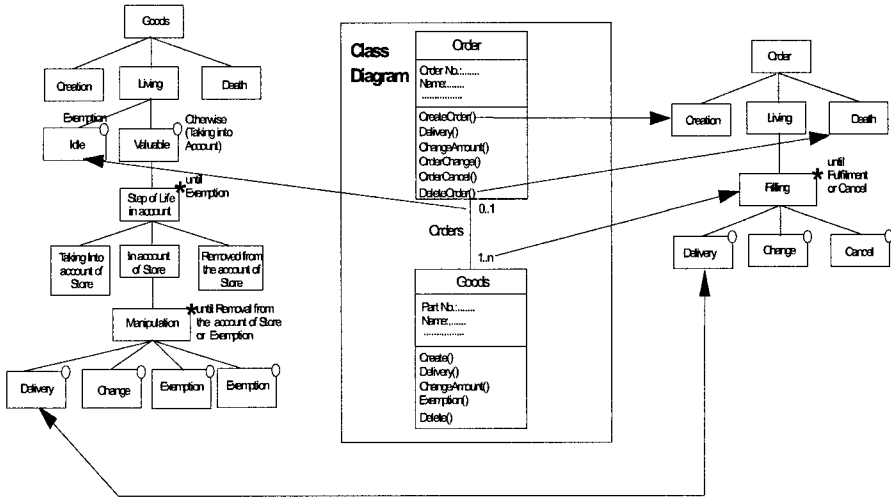 Goods
Creation
Living
Death
Exemption
Otherwise
(Taking into
Account)
Idle
Valuable
* until
Exemption
Step of Life
in account
Taking Into
account of
Store
In account
of Store
Removed from
the account of
Store
Manipulation
* until Removal from
the account of Store
or Exemption
Delivery
Change
Exemption
Exemption
Class
Diagram
Order
Order No.:.......
Name:.......
................
CreateOrder()
Delivery()
ChangeAmount()
OrderChange()
OrderCancel()
DeleteOrder()
0..1
Orders
1..n
Goods
Part No.:.......
Name:.......
................
Create()
Delivery()
ChangeAmount()
Exemption()
Delete()
Order
Creation
Living
Death
* until
Fulfillment
or Cancel
Filling
Delivery
Change
Cancel